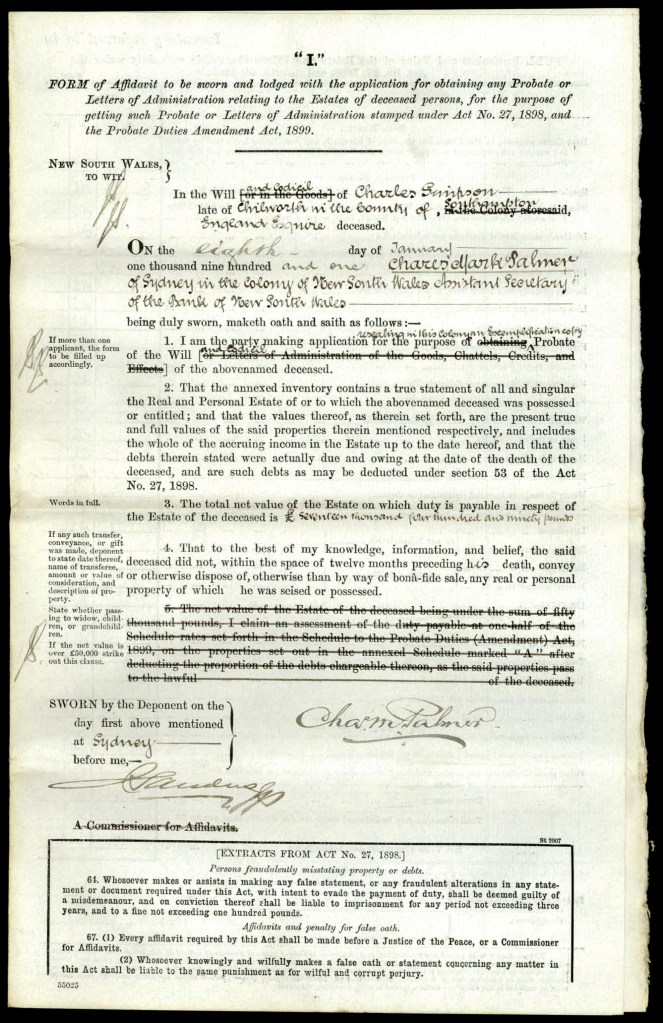 "I."
FORM of Affidavit to be sworn and lodged with the application for obtaining any Probate or
Letters of Administration relating to the Estates of deceased persons, for the purpose of
getting such Probate or Letters of Administration stamped under Act No. 27, 1898, and
the Probate Duties Amendment Act, 1899.
NEW SOUTH WALES,
TO WIT.
and Codicil
In the Will [or in the Goods] of Charles Simpson
Southampton
late of Chilworth in the County of, in the Colony aforesaid,
England Esquire deceased.
ON the eighth day of January
one thousand nine hundred and one Charles Mark Palmer
of Sydney in the Colony of New South Wales Assistant Secretary
of the Bank of New South Wales
being duly sworn, maketh oath and saith as follows:—
If more than one
applicant, the form
to be filled up
accordingly.
resealing in this Colony an Exemplification copy
1. I am the party making application for the purpose of obtaining Probate
and Codicil
of the Will [or Letters of Administration of the Goods, Chattels, Credits, and
Effects] of the abovenamed deceased.
2. That the annexed inventory contains a true statement of all and singular
the Real and Personal Estate of or to which the abovenamed deceased was possessed
or entitled; and that the values thereof, as therein set forth, are the present true
and full values of the said properties therein mentioned respectively, and includes
the whole of the accruing income in the Estate up to the date hereof, and that the
debts therein stated were actually due and owing at the date of the death of the
deceased, and are such debts as may be deducted under section 53 of the Act
No. 27, 1898.
Words in full.
3. The total net value of the Estate on which duty is payable in respect of
the Estate of the deceased is £ seventeen thousand four hundred and ninety pounds
If any such transfer,
conveyance, or gift
was made, deponent
to state date thereof,
name of transferee,
amount or value of
consideration, and
description of pro-
perty.
4. That to the best of my knowledge, information, and belief, the said
deceased did not, within the space of twelve months preceding his death, convey
or otherwise dispose of, otherwise than by way of bonâ-fide sale, any real or personal
property of which he was seised or possessed.
State whether pass-
ing to widow, child-
ren, or grandchild-
ren.
If the net value is
over £50,000 strike
out this clause.
5. The net value of the Estate of the deceased being under the sum of fifty
thousand pounds, I claim an assessment of the duty payable at one-half of the
Schedule rates set forth in the Schedule to the Probate Duties (Amendment) Act,
1899, on the properties set out in the annexed Schedule marked "A" after
deducting the proportion of the debts chargeable thereon, as the said properties pass
to the lawful of the deceased.
SWORN by the Deponent on the
day first above mentioned
at Sydney
before me,—
Chas. M. Palmer
A Commissioner for Affidavits.
St 2007
[EXTRACTS FROM ACT No. 27, 1898.]
Persons fraudulently misstating property or debts.
64. Whosoever makes or assists in making any false statement, or any fraudulent alterations in any state-
ment or document required under this Act, with intent to evade the payment of duty, shall be deemed guilty of
a misdemeanour, and on conviction thereof shall be liable to imprisonment for any period not exceeding three
years, and to a fine not exceeding one hundred pounds.
Affidavits and penalty for false oath.
67. (1) Every affidavit required by this Act shall be made before a Justice of the Peace, or a Commissioner
for Affidavits.
(2) Whosoever knowingly and wilfully makes a false oath or statement concerning any matter in
this Act shall be liable to the same punishment as for wilful and corrupt perjury.
55025